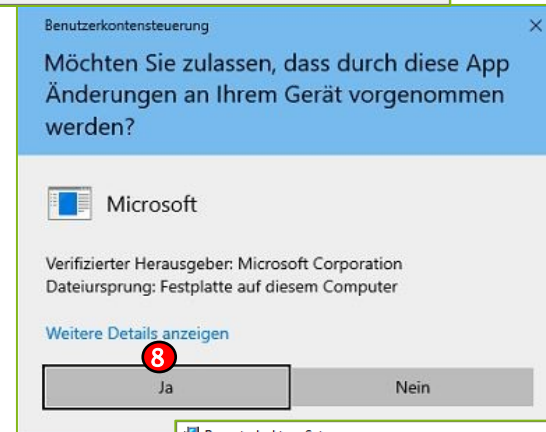 Benutzerkontensteuerung
Möchten Sie zulassen, dass durch diese App
Änderungen an Ihrem Gerät vorgenommen
werden?
Microsoft
Verifizierter Herausgeber: Microsoft Corporation
Dateiursprung: Festplatte auf diesem Computer
Weitere Details anzeigen
8
Ja Nein